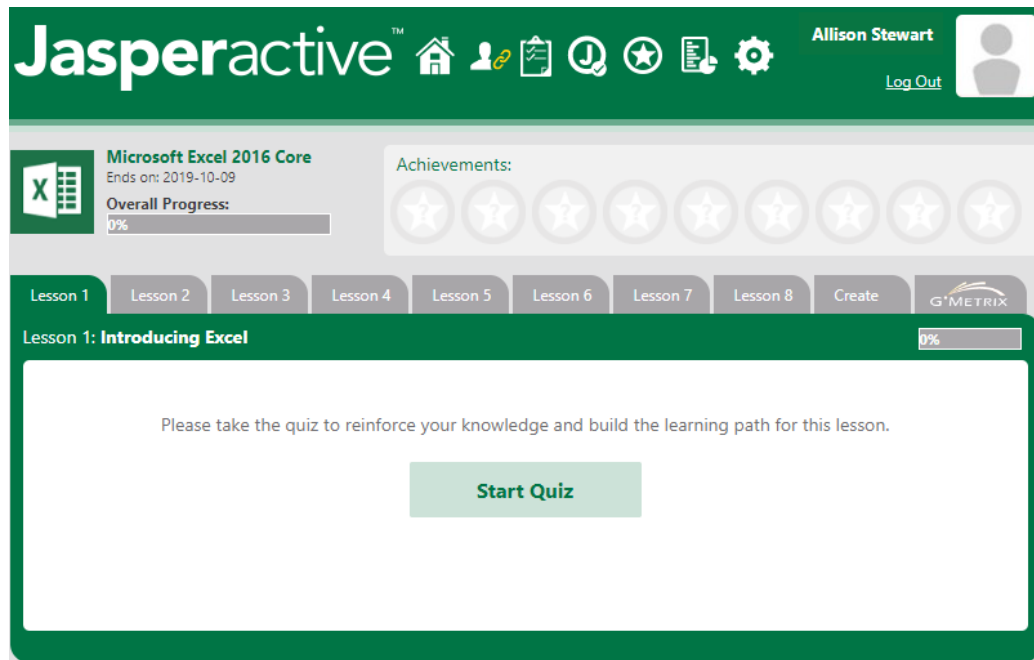 Jasperactive™
Allison Stewart
Log Out
Microsoft Excel 2016 Core
Ends on: 2019-10-09
Overall Progress:
0%
Achievements:
? ? ? ? ? ? ? ? ?
Lesson 1 Lesson 2 Lesson 3 Lesson 4 Lesson 5 Lesson 6 Lesson 7 Lesson 8 Create G*METRIX
Lesson 1: Introducing Excel
0%
Please take the quiz to reinforce your knowledge and build the learning path for this lesson.
Start Quiz